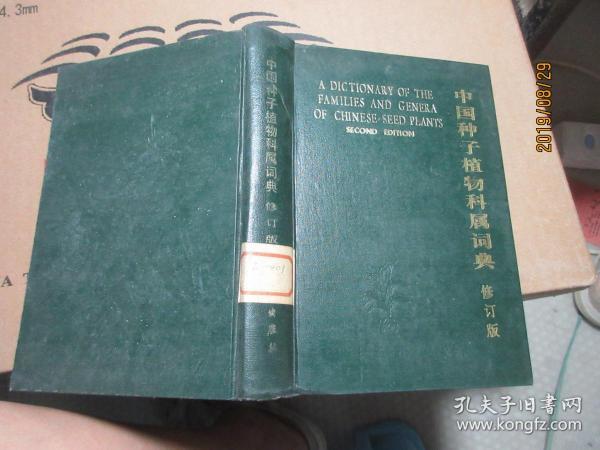 4.3mm
中国种子植物科属词典 修订版
A DICTIONARY OF THE
FAMILIES AND GENERA
OF CHINESE SEED PLANTS
SECOND EDITION
中国种子植物科属词典 修订版
2019/08/29
孔夫子旧书网
www.kongfz.com